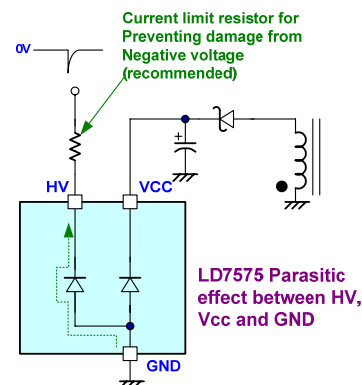 Current limit resistor for
Preventing damage from
Negative voltage
(recommended)
0V
+
HV
VCC
LD7575 Parasitic
effect between HV,
Vcc and GND
GND